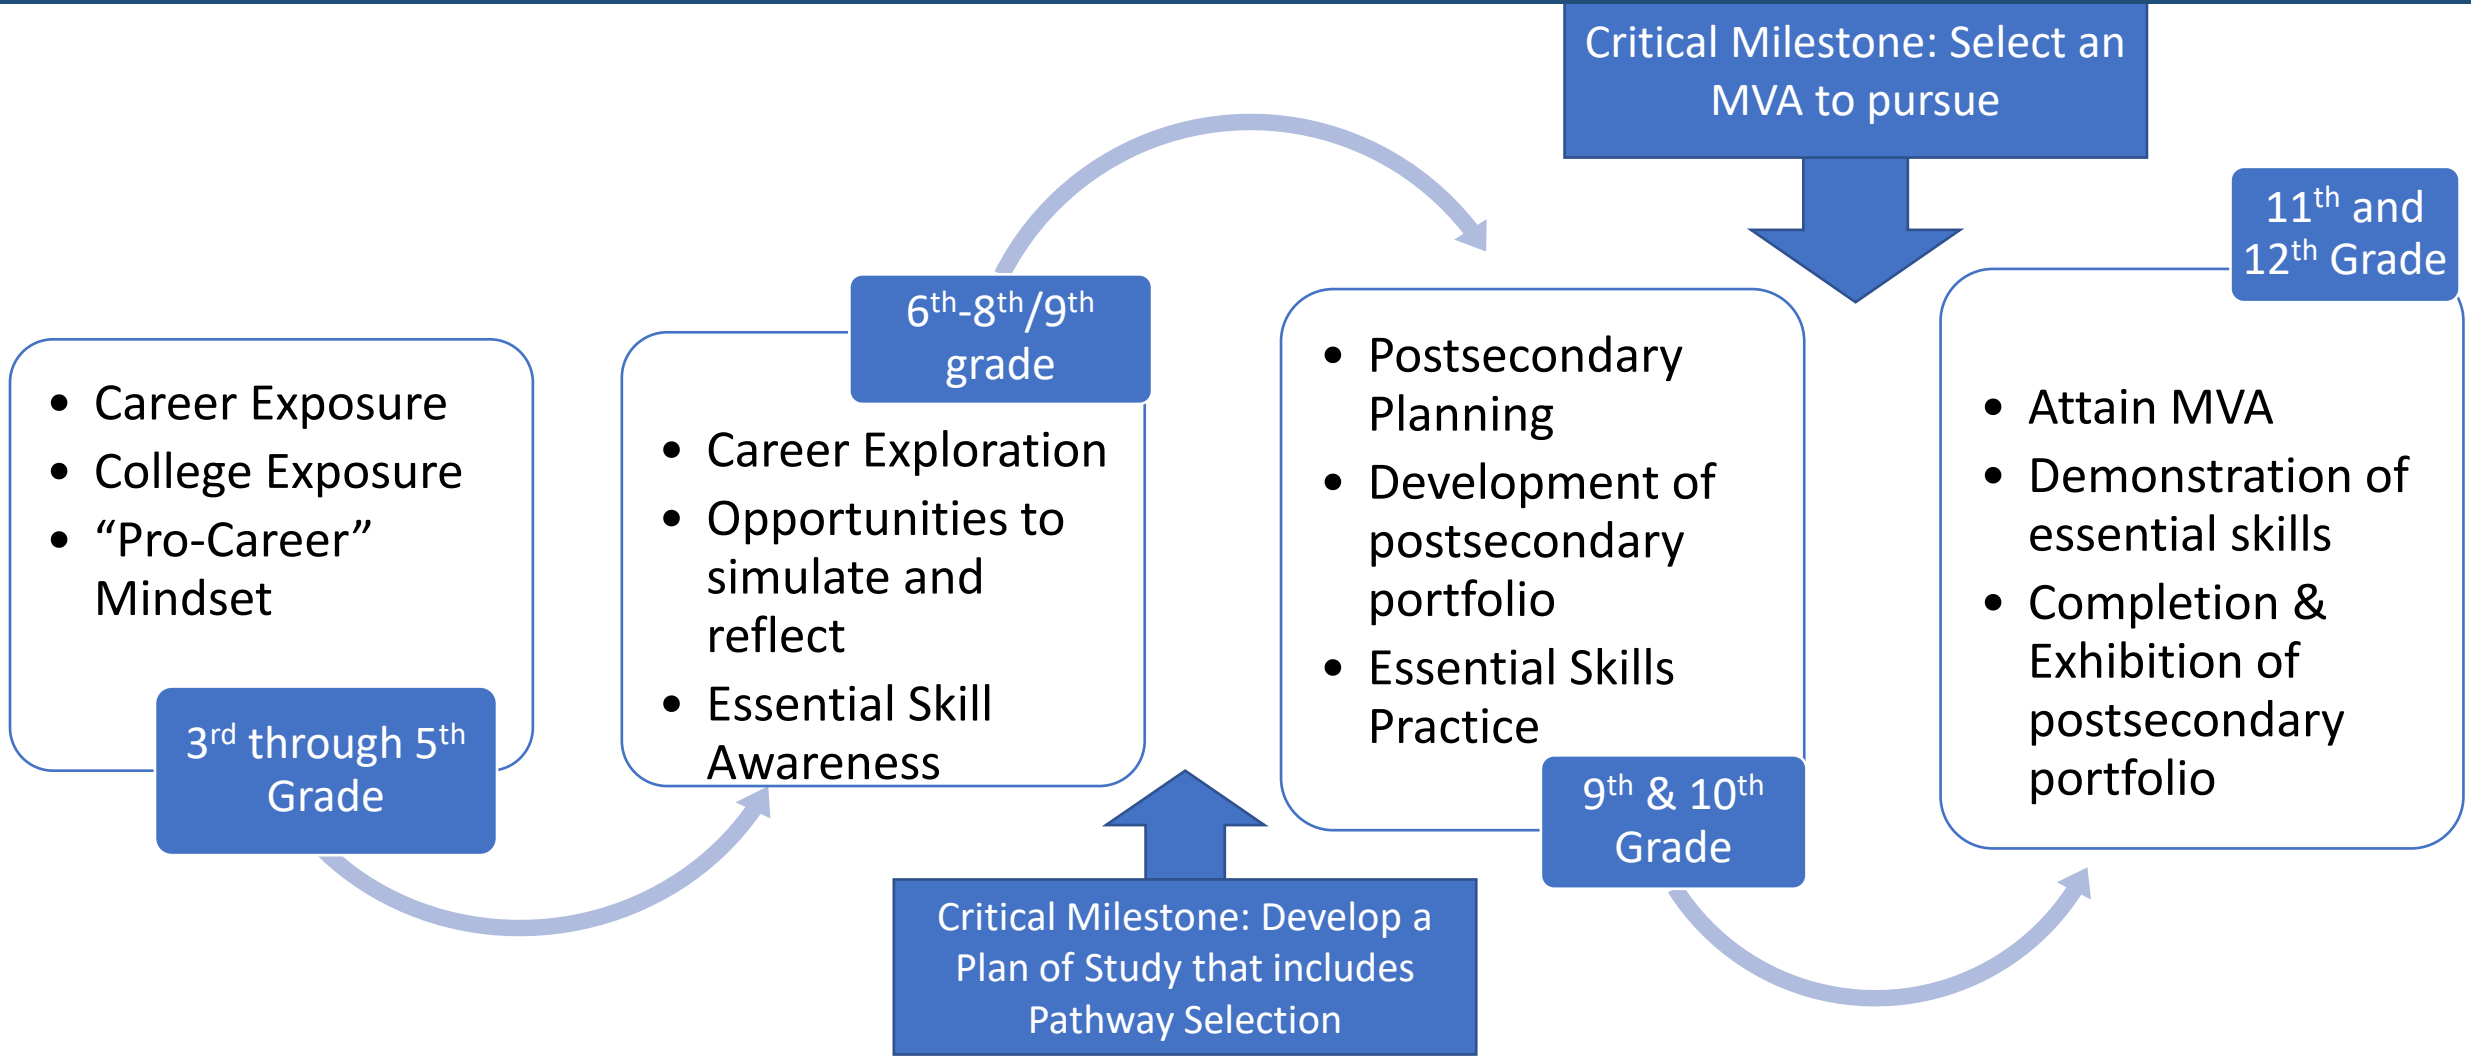 Critical Milestone: Select an
MVA to pursue
• Career Exposure
• College Exposure
• “Pro-Career”
Mindset
3rd through 5th
Grade
6th-8th/9th
grade
• Career Exploration
• Opportunities to
simulate and
reflect
• Essential Skill
Awareness
Critical Milestone: Develop a
Plan of Study that includes
Pathway Selection
• Postsecondary
Planning
• Development of
postsecondary
portfolio
• Essential Skills
Practice
9th & 10th
Grade
11th and
12th Grade
• Attain MVA
• Demonstration of
essential skills
• Completion &
Exhibition of
postsecondary
portfolio